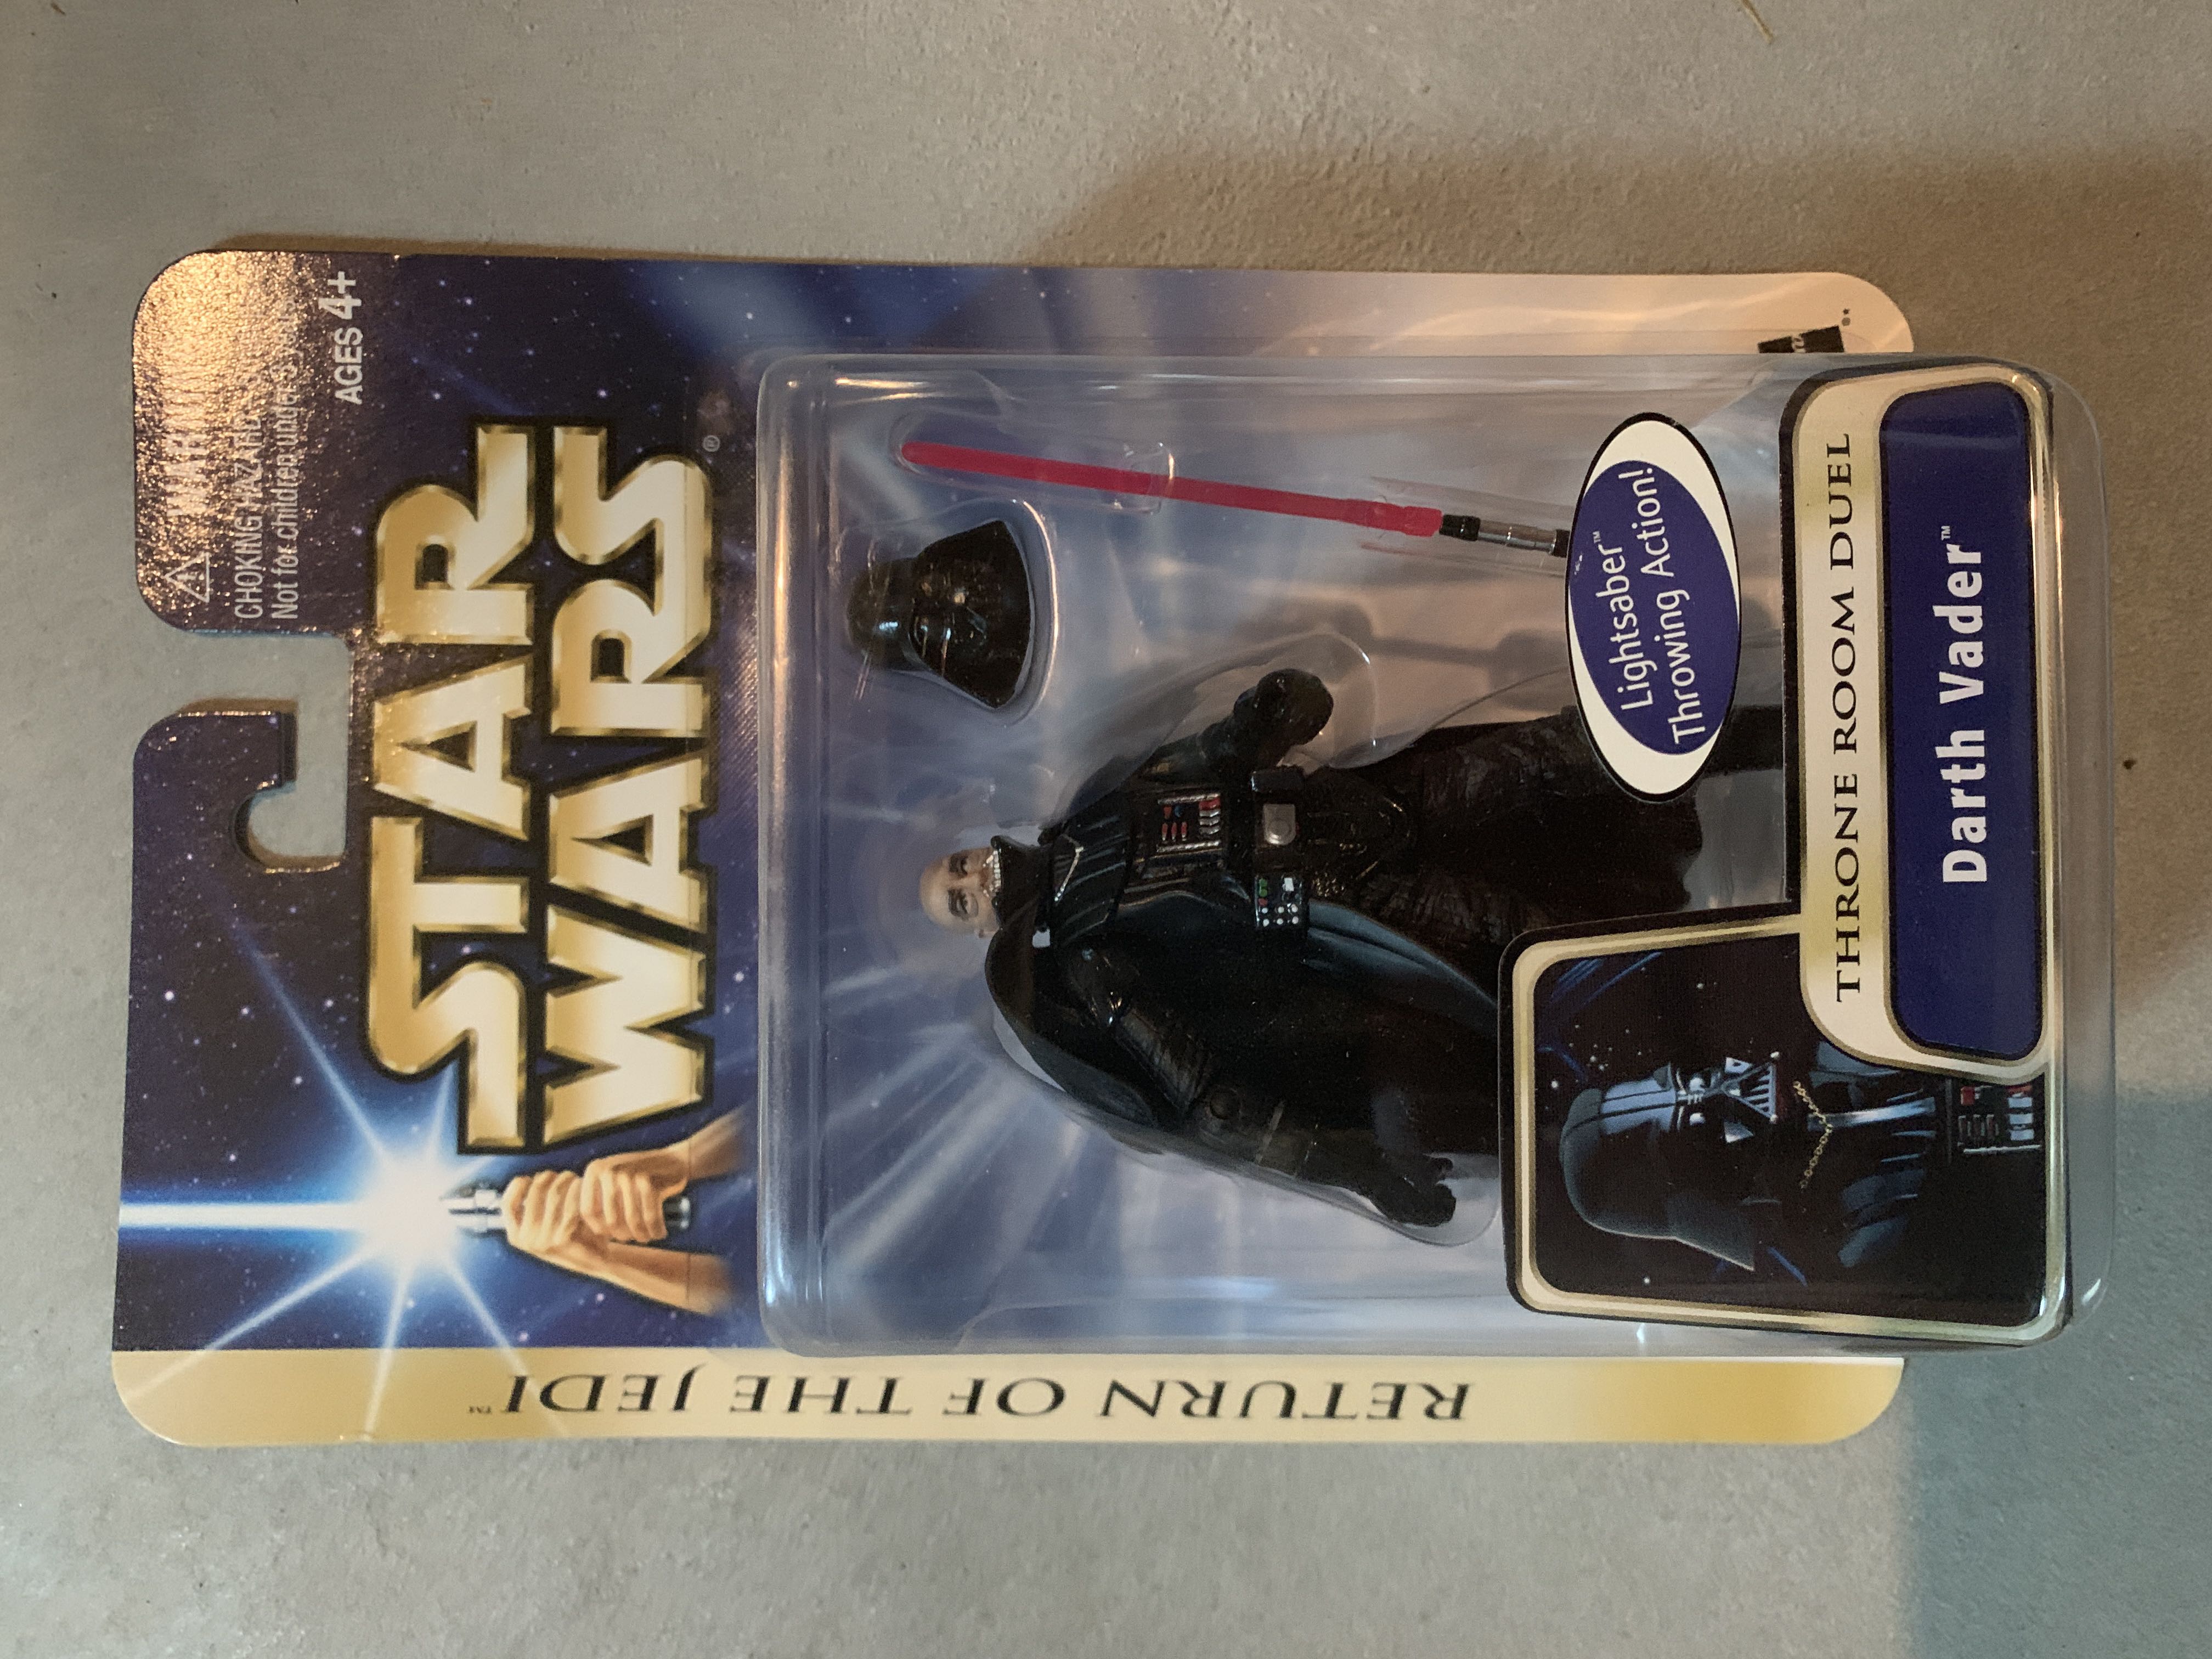 WARNING
CHOKING HAZARD
Not for children under 3 years
AGES 4+
STAR
WARS®
RETURN OF THE JEDI™
Lightsaber™
Throwing Action!
THRONE ROOM DUEL
Darth Vader™